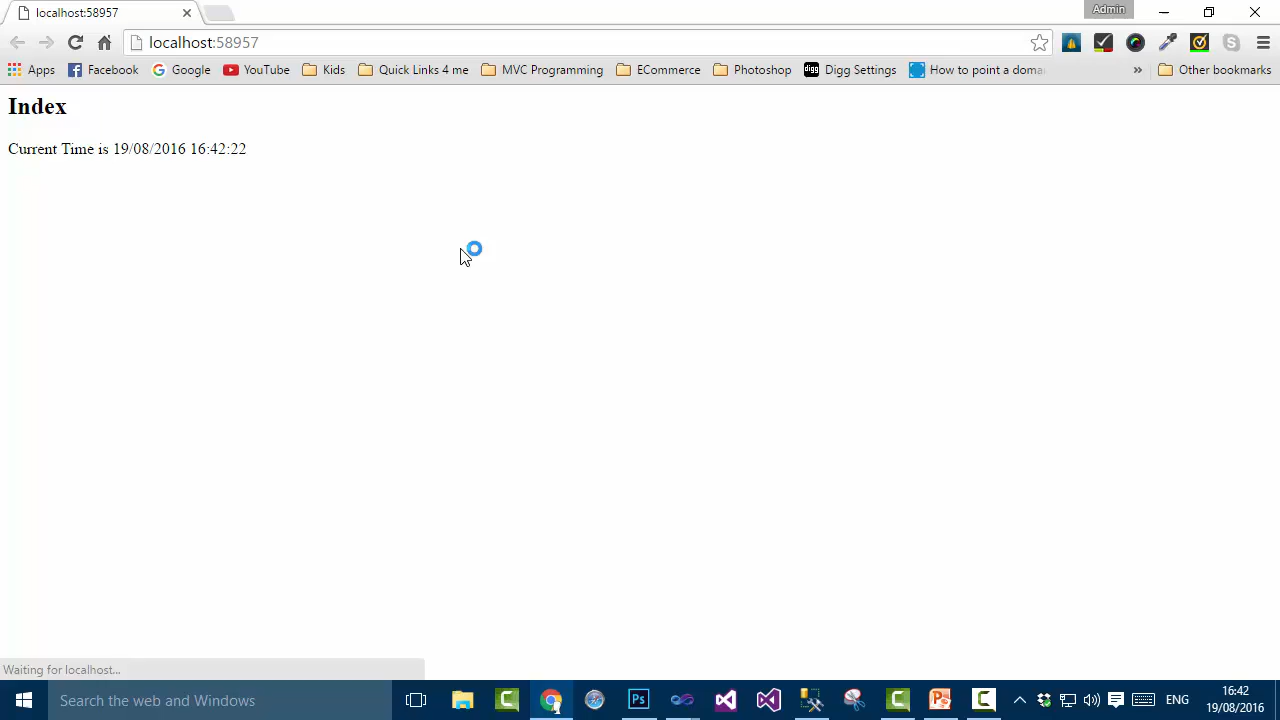 localhost:58957
Admin
localhost:58957
Apps Facebook Google YouTube Kids Quick Links 4 me MVC Programming ECommerce Photoshop Digg Settings How to point a doma » Other bookmarks
Index
Current Time is 19/08/2016 16:42:22
Waiting for localhost...
Search the web and Windows
ENG
16:42
19/08/2016